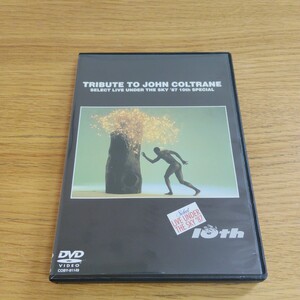 TRIBUTE TO JOHN COLTRANE
SELECT LIVE UNDER THE SKY '87 10th SPECIAL
Select
LIVE UNDER
THE SKY '87
10th
DVD
VIDEO